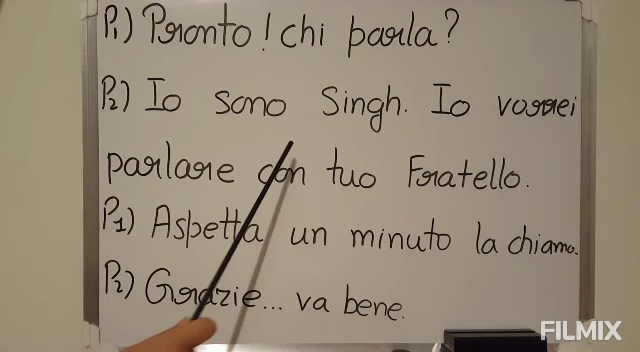 P1) Pronto! chi parla?
P2) Io sono Singh. Io vorrei
parlare con tuo Fratello.
P1) Aspetta un minuto la chiamo.
P2) Grazie... va bene.
FILMIX